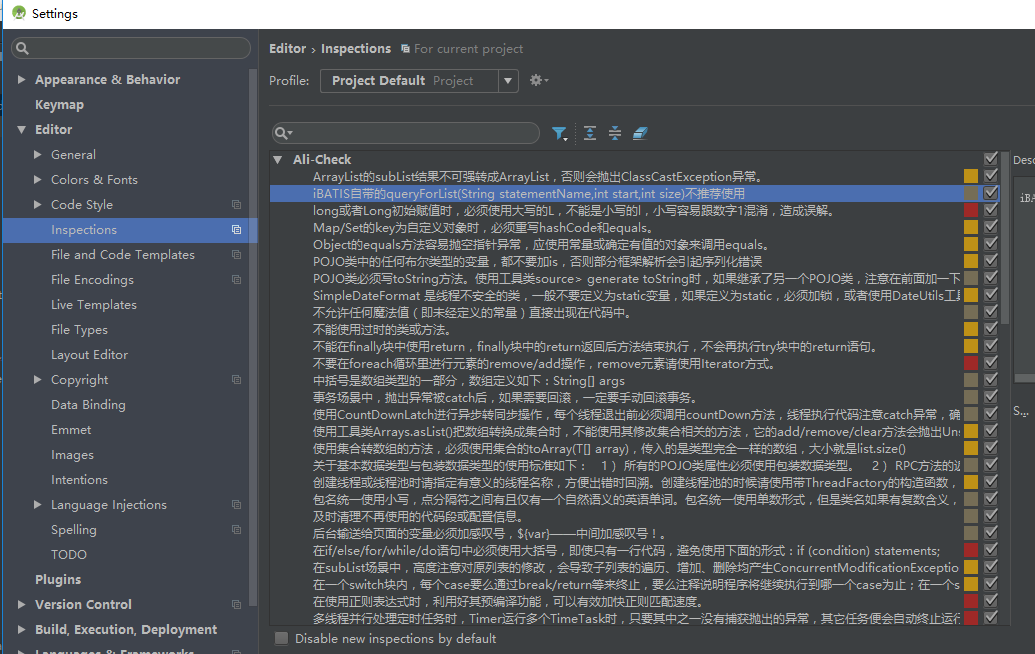 Settings
Appearance & Behavior
Keymap
Editor
General
Colors & Fonts
Code Style
Inspections
File and Code Templates
File Encodings
Live Templates
File Types
Layout Editor
Copyright
Data Binding
Emmet
Images
Intentions
Language Injections
Spelling
TODO
Plugins
Version Control
Build, Execution, Deployment
Languages & Frameworks
Editor › Inspections For current project
Profile: Project Default Project
Ali-Check
Desc
ArrayList的subList结果不可强转成ArrayList，否则会抛出ClassCastException异常。
iBATIS自带的queryForList(String statementName,int start,int size)不推荐使用
iBA
long或者Long初始赋值时，必须使用大写的L，不能是小写的l，小写容易跟数字1混淆，造成误解。
Map/Set的key为自定义对象时，必须重写hashCode和equals。
Object的equals方法容易抛空指针异常，应使用常量或确定有值的对象来调用equals。
POJO类中的任何布尔类型的变量，都不要加is，否则部分框架解析会引起序列化错误
POJO类必须写toString方法。使用工具类source> generate toString时，如果继承了另一个POJO类，注意在前面加一下
SimpleDateFormat 是线程不安全的类，一般不要定义为static变量，如果定义为static，必须加锁，或者使用DateUtils工具
不允许任何魔法值（即未经定义的常量）直接出现在代码中。
不能使用过时的类或方法。
不能在finally块中使用return，finally块中的return返回后方法结束执行，不会再执行try块中的return语句。
不要在foreach循环里进行元素的remove/add操作，remove元素请使用Iterator方式。
中括号是数组类型的一部分，数组定义如下：String[] args
事务场景中，抛出异常被catch后，如果需要回滚，一定要手动回滚事务。
使用CountDownLatch进行异步转同步操作，每个线程退出前必须调用countDown方法，线程执行代码注意catch异常，确
S...
使用工具类Arrays.asList()把数组转换成集合时，不能使用其修改集合相关的方法，它的add/remove/clear方法会抛出Uns
使用集合转数组的方法，必须使用集合的toArray(T[] array)，传入的是类型完全一样的数组，大小就是list.size()
关于基本数据类型与包装数据类型的使用标准如下： 1）所有的POJO类属性必须使用包装数据类型。 2）RPC方法的返
创建线程或线程池时请指定有意义的线程名称，方便出错时回溯。创建线程池的时候请使用带ThreadFactory的构造函数，
包名统一使用小写，点分隔符之间有且仅有一个自然语义的英语单词。包名统一使用单数形式，但是类名如果有复数含义，
及时清理不再使用的代码段或配置信息。
后台输送给页面的变量必须加感叹号，${var}——中间加感叹号！。
在if/else/for/while/do语句中必须使用大括号，即使只有一行代码，避免使用下面的形式：if (condition) statements;
在subList场景中，高度注意对原列表的修改，会导致子列表的遍历、增加、删除均产生ConcurrentModificationExceptio
在一个switch块内，每个case要么通过break/return等来终止，要么注释说明程序将继续执行到哪一个case为止；在一个s
在使用正则表达式时，利用好其预编译功能，可以有效加快正则匹配速度。
多线程并行处理定时任务时，Timer运行多个TimeTask时，只要其中之一没有捕获抛出的异常，其它任务便会自动终止运行
Disable new inspections by default